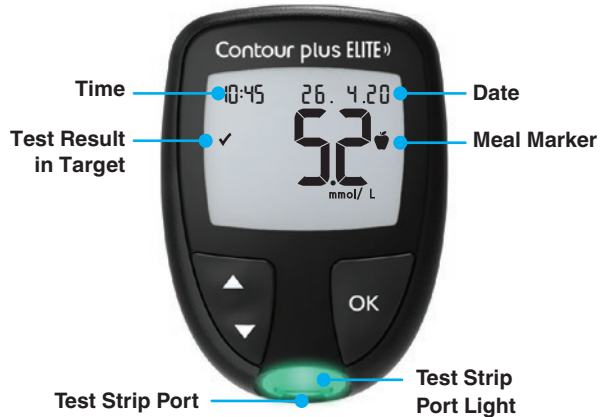 Contour plus ELITE
Time
10:45
26. 4.20
Date
Test Result
in Target
✓
5.2
Meal Marker
mmol/ L
OK
Test Strip Port
Test Strip
Port Light